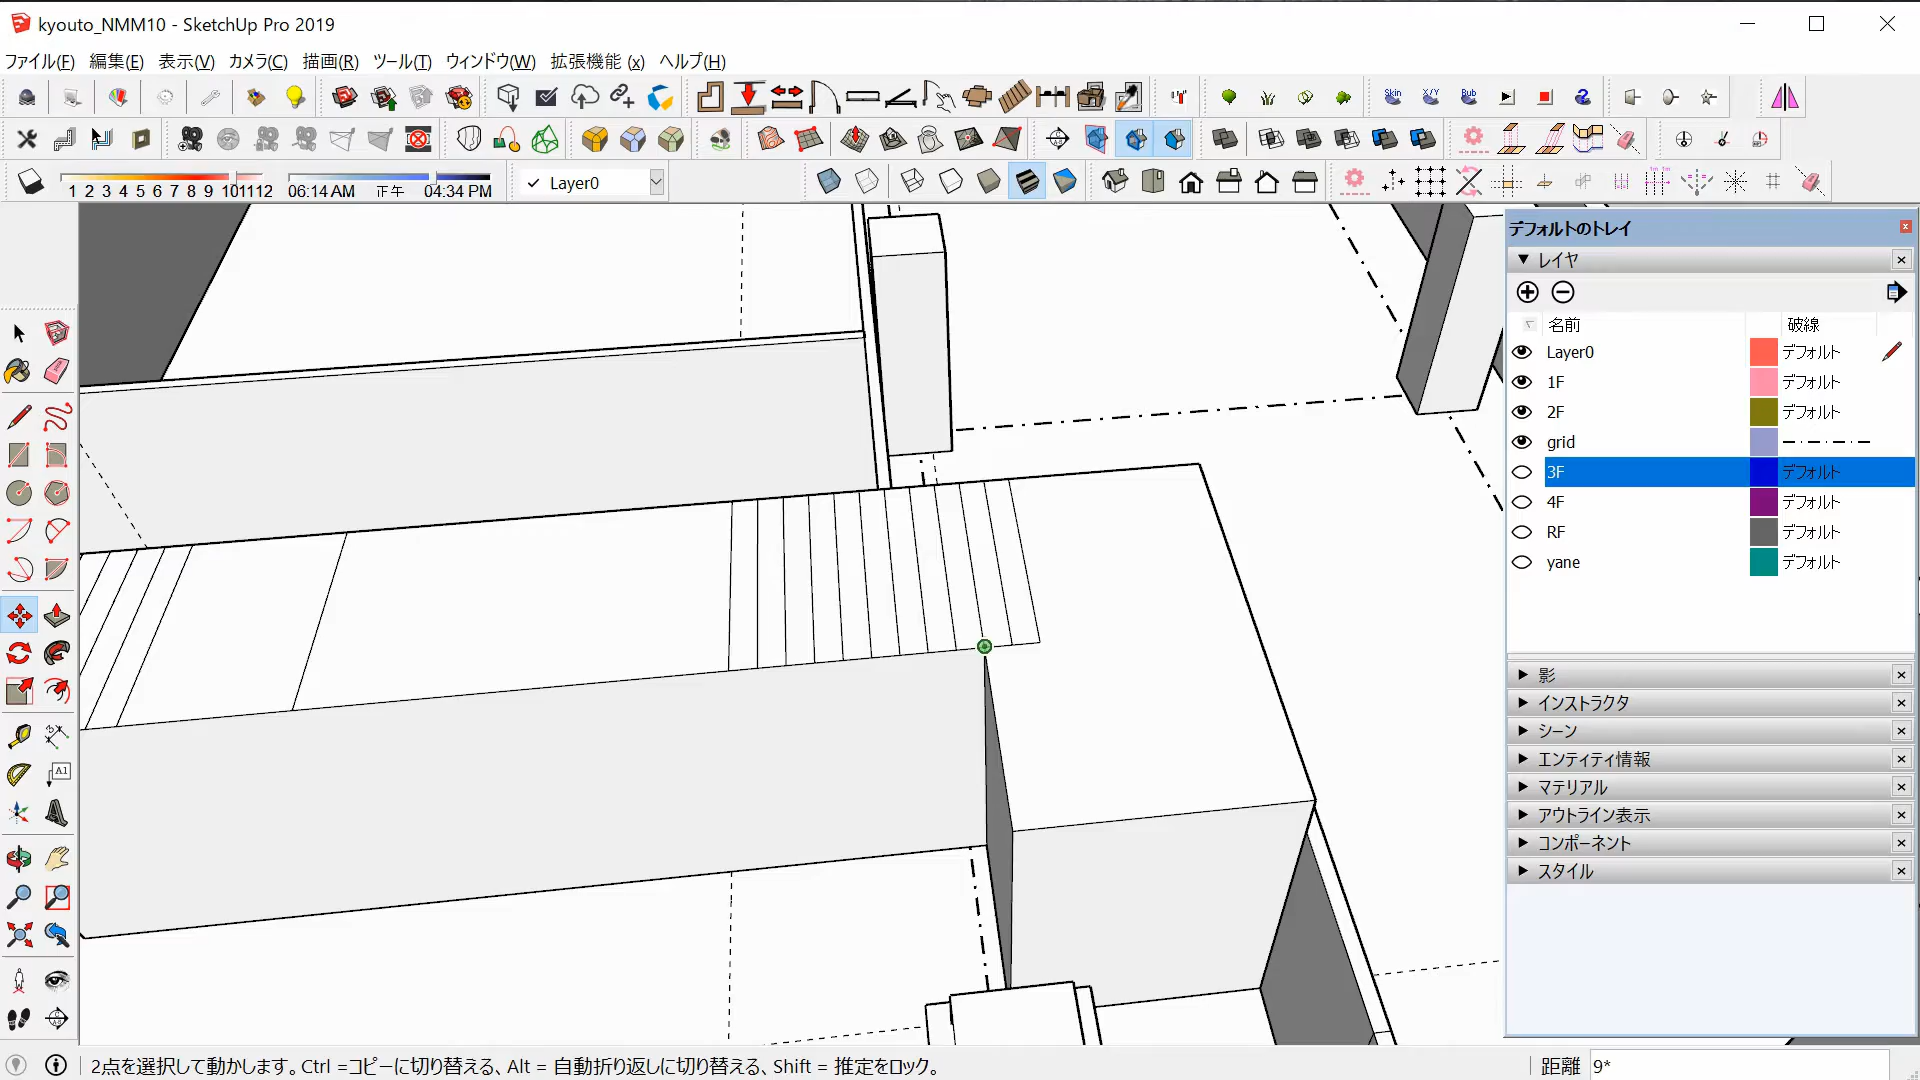 kyouto_NMM10 - SketchUp Pro 2019
ファイル(F) 編集(E) 表示(V) カメラ(C) 描画(R) ツール(T) ウィンドウ(W) 拡張機能 (x) ヘルプ(H)
Skin X/Y Bub
1 2 3 4 5 6 7 8 9 101112 06:14 AM 正午 04:34 PM ✓ Layer0
デフォルトのトレイ
レイヤ
名前 破線
Layer0 デフォルト
1F デフォルト
2F デフォルト
grid
3F デフォルト
4F デフォルト
RF デフォルト
yane デフォルト
影
インストラクタ
シーン
エンティティ情報
マテリアル
アウトライン表示
コンポーネント
スタイル
A1
2点を選択して動かします。Ctrl =コピーに切り替える、Alt = 自動折り返しに切り替える、Shift = 推定をロック。 距離 9*